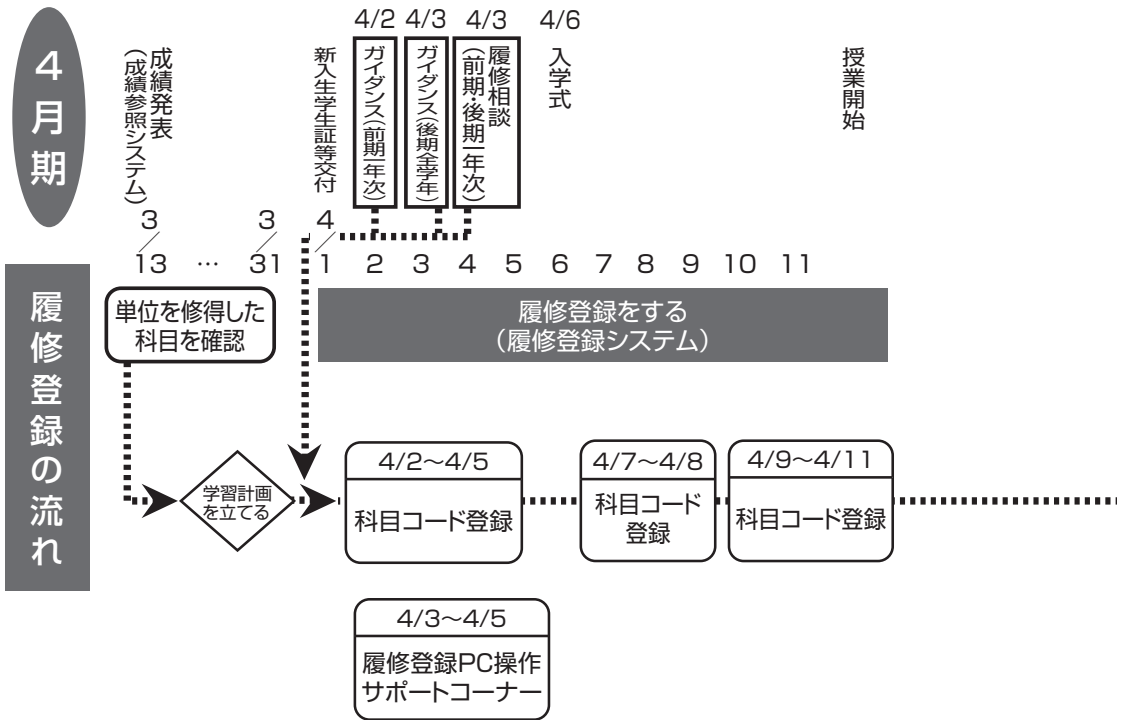 4月期
成績発表
（成績参照システム）
新入生学生証等交付
4/2
ガイダンス（前期一年次）
4/3
ガイダンス（後期全学年）
4/3
履修相談
（前期・後期一年次）
4/6
入学式
授業開始
3/13 … 3/31 4/1 2 3 4 5 6 7 8 9 10 11
履修登録の流れ
単位を修得した
科目を確認
履修登録をする
（履修登録システム）
学習計画
を立てる
4/2〜4/5
科目コード登録
4/7〜4/8
科目コード
登録
4/9〜4/11
科目コード登録
4/3〜4/5
履修登録PC操作
サポートコーナー